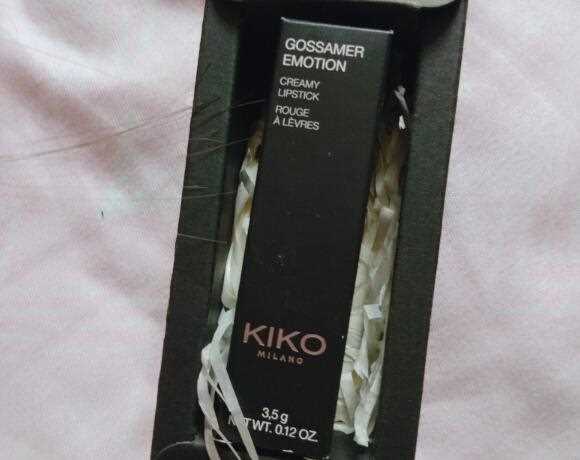 GOSSAMER
EMOTION
CREAMY
LIPSTICK
ROUGE
À LÈVRES
KIKO
MILANO
3,5 g
NET WT. 0.12 OZ.